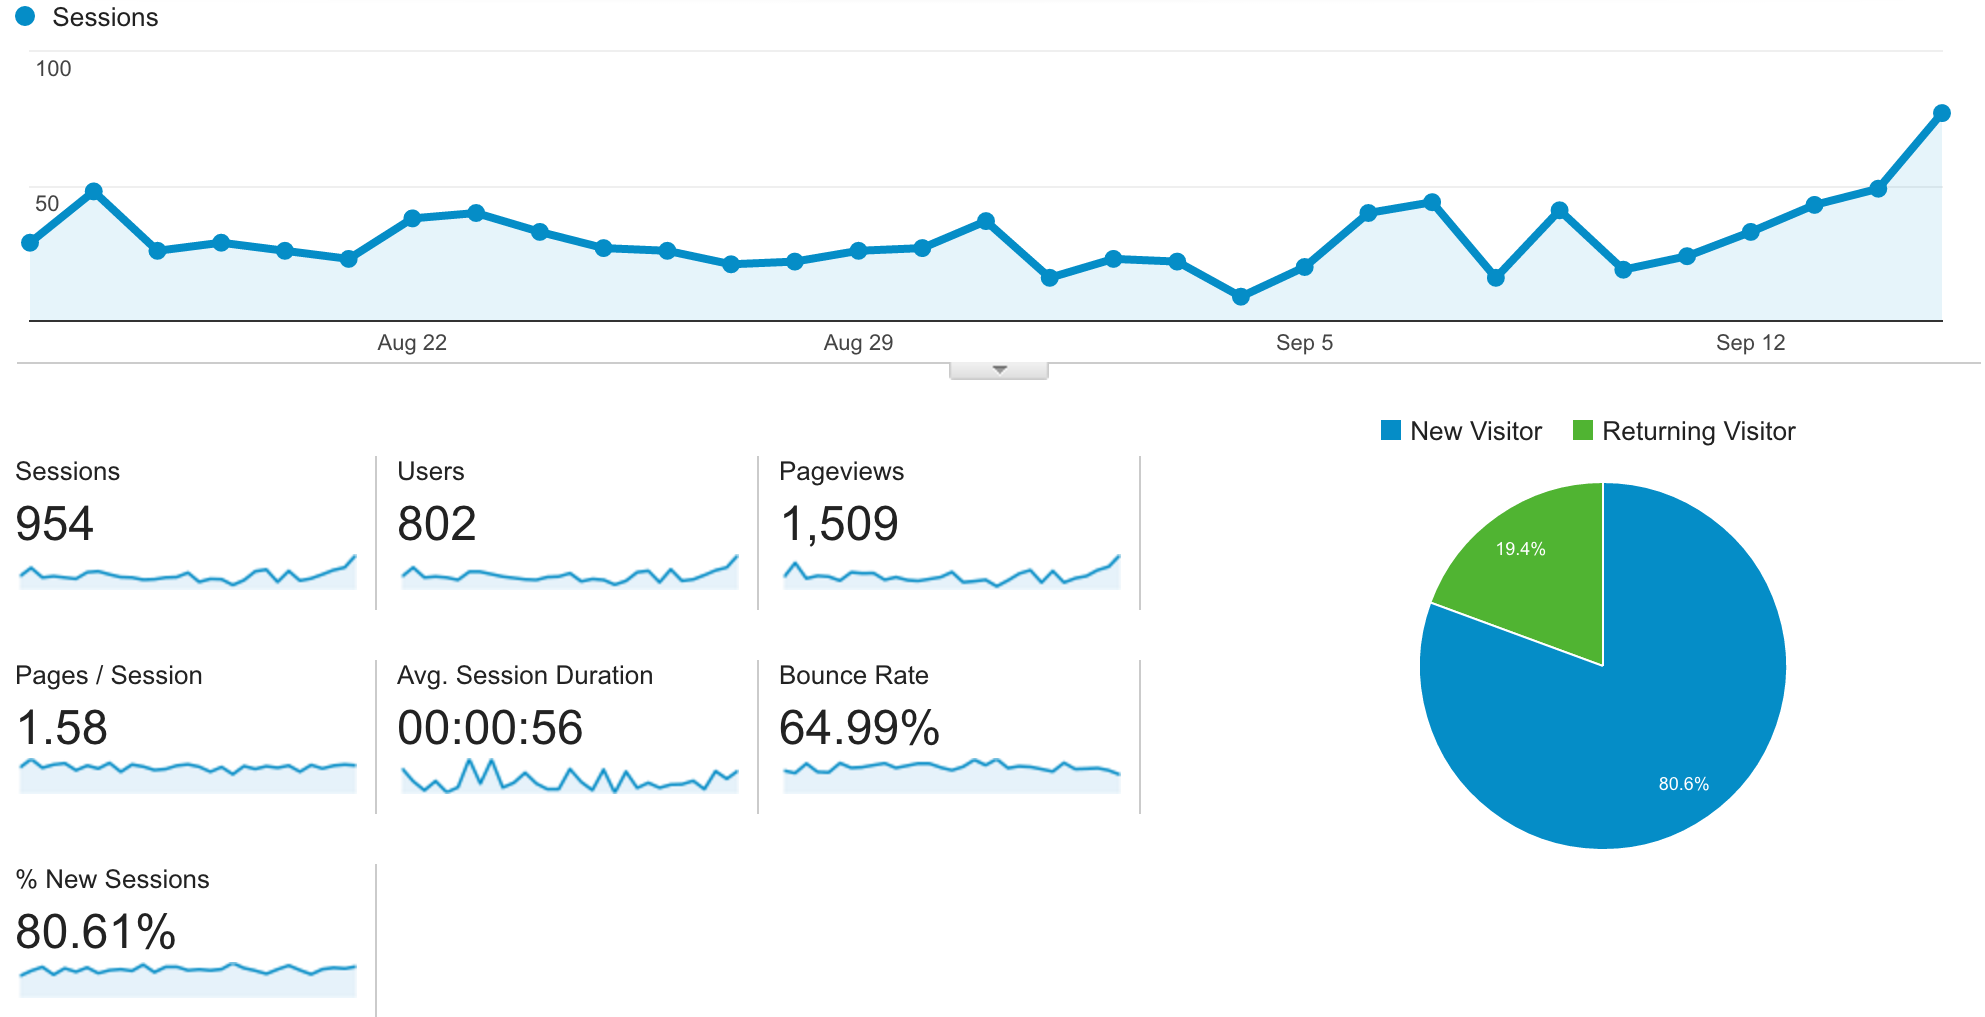 Sessions
100
50
Aug 22 Aug 29 Sep 5 Sep 12
New Visitor Returning Visitor
Sessions Users Pageviews
954 802 1,509
19.4%
Pages / Session Avg. Session Duration Bounce Rate
1.58 00:00:56 64.99%
80.6%
% New Sessions
80.61%